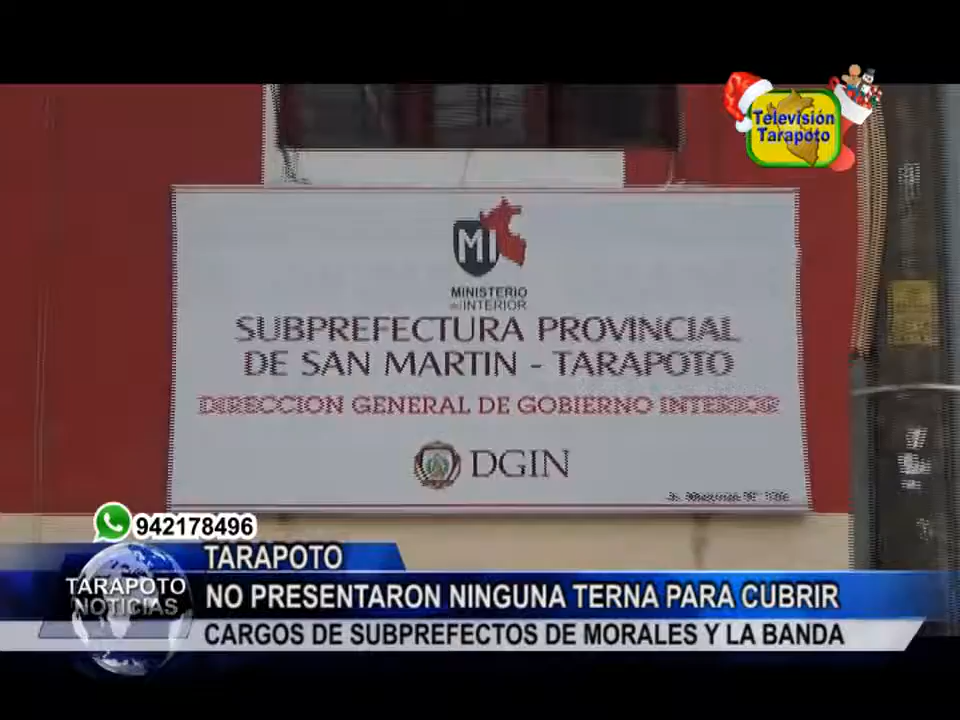 Televisión
Tarapoto
MI
MINISTERIO
del INTERIOR
SUBPREFECTURA PROVINCIAL
DE SAN MARTIN - TARAPOTO
DIRECCION GENERAL DE GOBIERNO INTERIOR
DGIN
942178496
TARAPOTO
TARAPOTO
NOTICIAS
NO PRESENTARON NINGUNA TERNA PARA CUBRIR
CARGOS DE SUBPREFECTOS DE MORALES Y LA BANDA